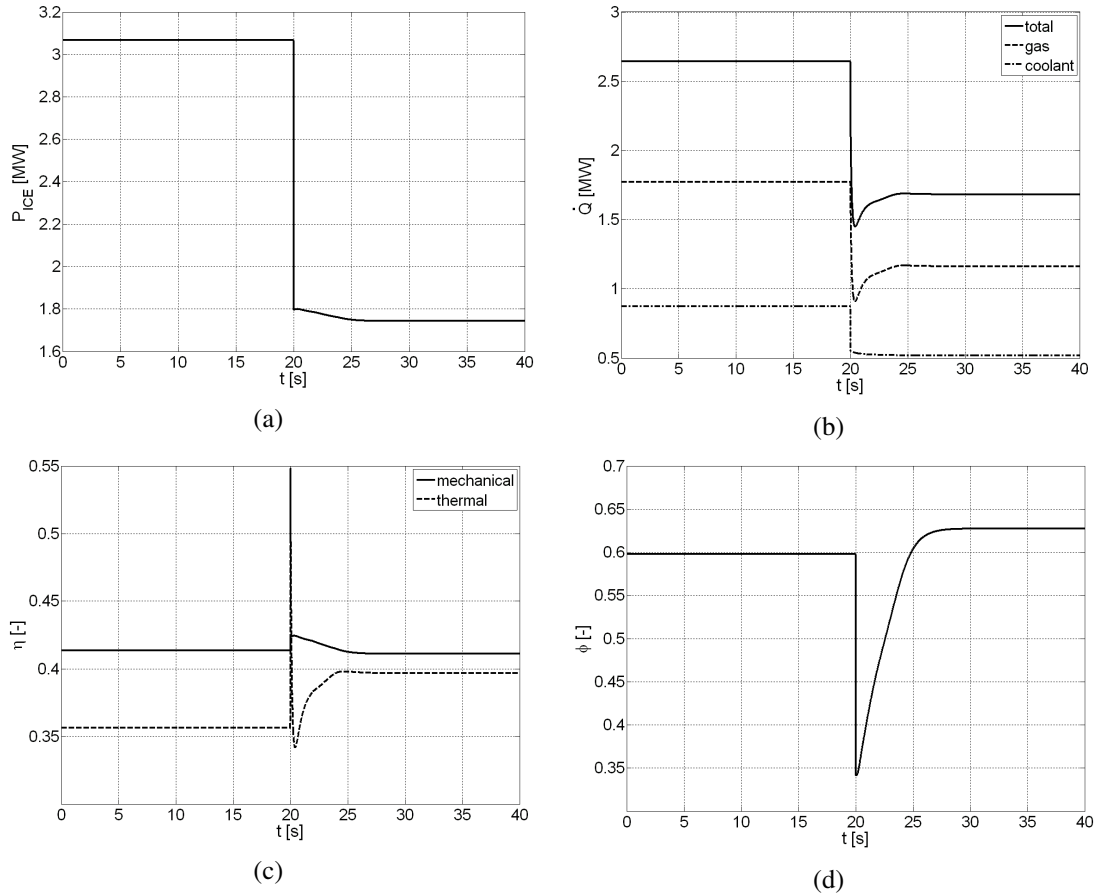 3.2
3
2.8
2.6
2.4
2.2
2
1.8
1.6
P_ICE [MW]
0 5 10 15 20 25 30 35 40
t [s]
(a)
3
2.5
2
1.5
1
0.5
Q̇ [MW]
total
gas
coolant
0 5 10 15 20 25 30 35 40
t [s]
(b)
0.55
0.5
0.45
0.4
0.35
η [-]
mechanical
thermal
0 5 10 15 20 25 30 35 40
t [s]
(c)
0.7
0.65
0.6
0.55
0.5
0.45
0.4
0.35
ϕ [-]
0 5 10 15 20 25 30 35 40
t [s]
(d)